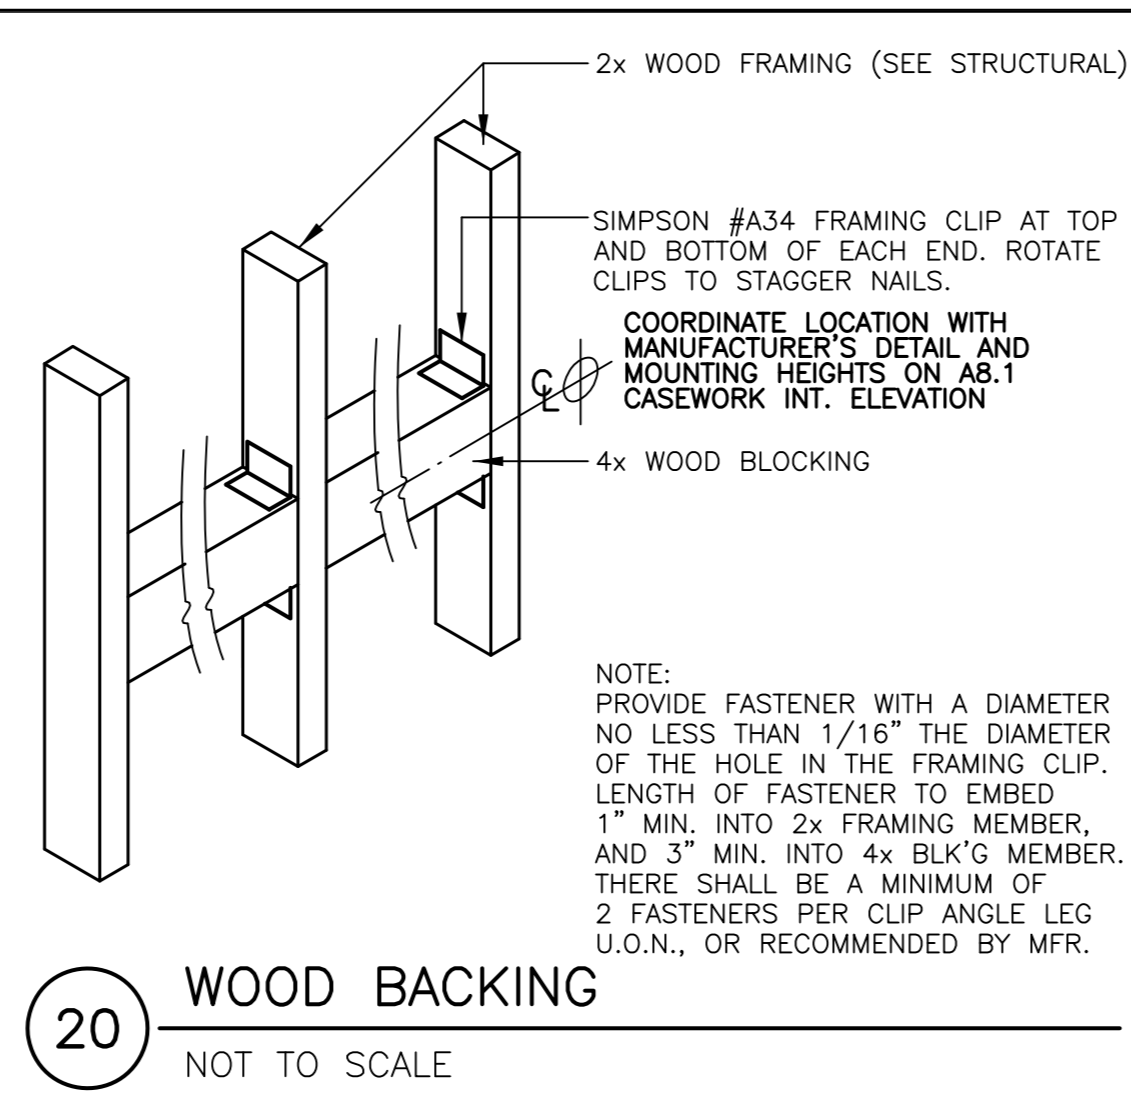 2x WOOD FRAMING (SEE STRUCTURAL)
SIMPSON #A34 FRAMING CLIP AT TOP
AND BOTTOM OF EACH END. ROTATE
CLIPS TO STAGGER NAILS.
COORDINATE LOCATION WITH
MANUFACTURER'S DETAIL AND
MOUNTING HEIGHTS ON A8.1
CASEWORK INT. ELEVATION
℄
4x WOOD BLOCKING
NOTE:
PROVIDE FASTENER WITH A DIAMETER
NO LESS THAN 1/16" THE DIAMETER
OF THE HOLE IN THE FRAMING CLIP.
LENGTH OF FASTENER TO EMBED
1" MIN. INTO 2x FRAMING MEMBER,
AND 3" MIN. INTO 4x BLK'G MEMBER.
THERE SHALL BE A MINIMUM OF
2 FASTENERS PER CLIP ANGLE LEG
U.O.N., OR RECOMMENDED BY MFR.
20
WOOD BACKING
NOT TO SCALE